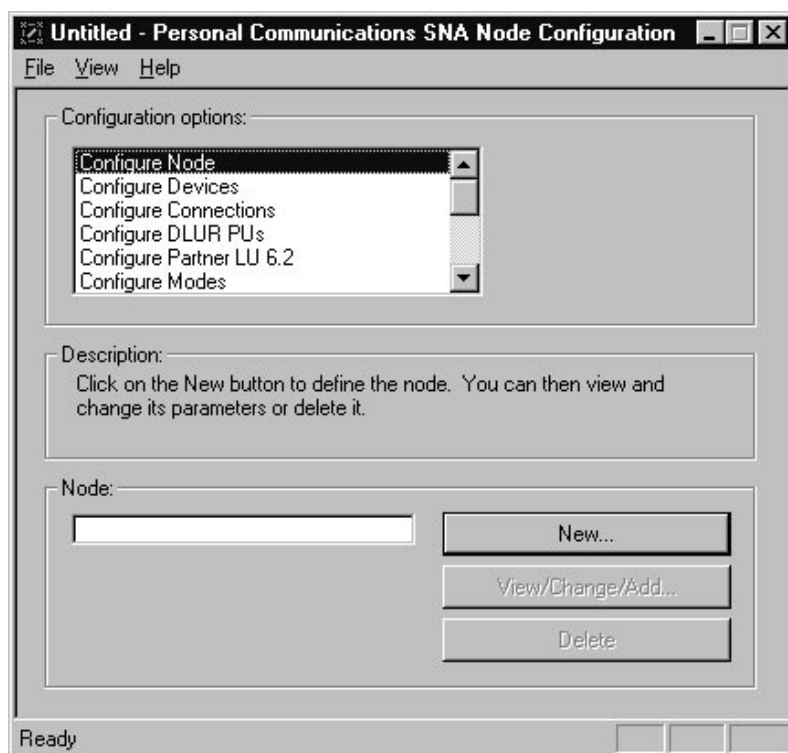 Untitled - Personal Communications SNA Node Configuration
File View Help
Configuration options:
Configure Node
Configure Devices
Configure Connections
Configure DLUR PUs
Configure Partner LU 6.2
Configure Modes
Description:
Click on the New button to define the node. You can then view and
change its parameters or delete it.
Node:
New...
View/Change/Add...
Delete
Ready